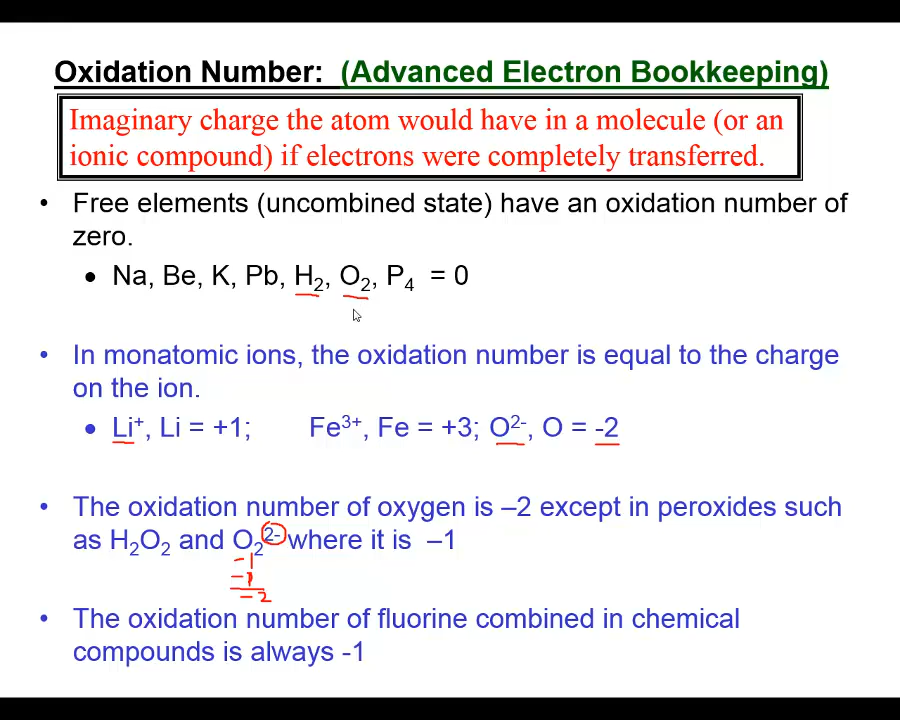 Oxidation Number: (Advanced Electron Bookkeeping)
Imaginary charge the atom would have in a molecule (or an
ionic compound) if electrons were completely transferred.
• Free elements (uncombined state) have an oxidation number of
zero.
• Na, Be, K, Pb, H₂, O₂, P₄ = 0
• In monatomic ions, the oxidation number is equal to the charge
on the ion.
• Li⁺, Li = +1; Fe³⁺, Fe = +3; O²⁻, O = -2
• The oxidation number of oxygen is –2 except in peroxides such
as H₂O₂ and O₂²⁻ where it is –1
-1
-1
-2
• The oxidation number of fluorine combined in chemical
compounds is always -1